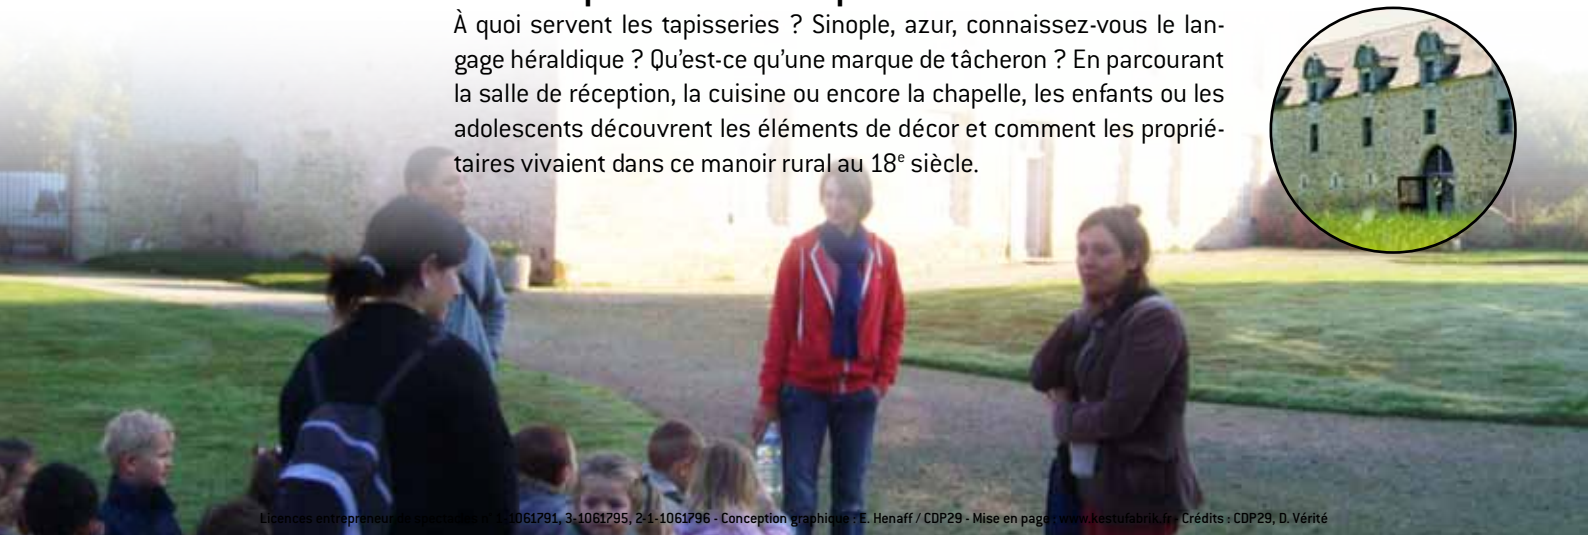 À quoi servent les tapisseries ? Sinople, azur, connaissez-vous le lan-
gage héraldique ? Qu’est-ce qu’une marque de tâcheron ? En parcourant
la salle de réception, la cuisine ou encore la chapelle, les enfants ou les
adolescents découvrent les éléments de décor et comment les proprié-
taires vivaient dans ce manoir rural au 18e siècle.
Licences entrepreneur de spectacles n° 1-1061791, 3-1061795, 2-1-1061796 - Conception graphique : E. Henaff / CDP29 - Mise en page : www.kestufabrik.fr - Crédits : CDP29, D. Vérité